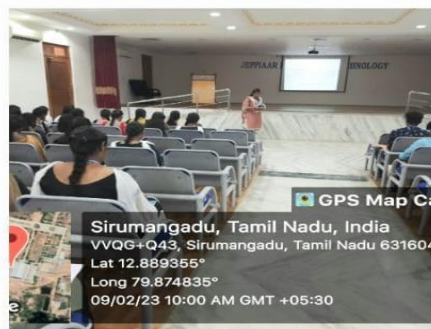 JEPPIAAR
HNOLOGY
GPS Map Ca
Sirumangadu, Tamil Nadu, India
VVQG+Q43, Sirumangadu, Tamil Nadu 631604
Lat 12.889355°
Long 79.874835°
09/02/23 10:00 AM GMT +05:30
e